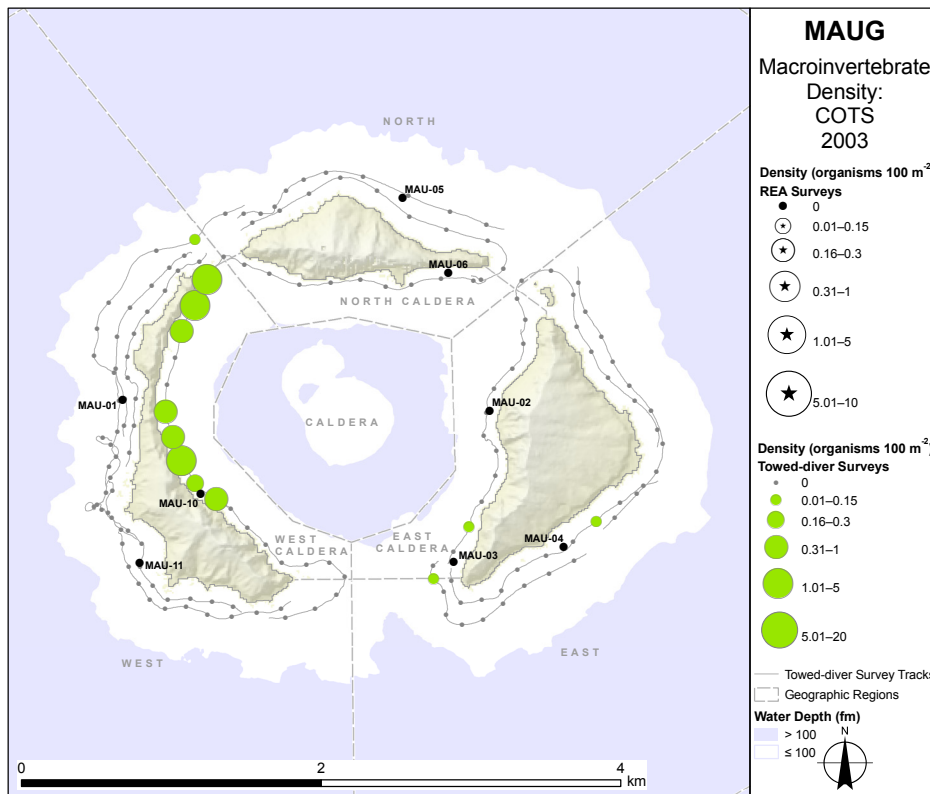 MAUG
Macroinvertebrate
Density:
COTS
2003
Density (organisms 100 m-2
REA Surveys
0
0.01–0.15
0.16–0.3
0.31–1
1.01–5
5.01–10
Density (organisms 100 m-2)
Towed-diver Surveys
0
0.01–0.15
0.16–0.3
0.31–1
1.01–5
5.01–20
Towed-diver Survey Tracks
Geographic Regions
Water Depth (fm)
> 100
≤ 100
N
NORTH
MAU-05
MAU-06
NORTH CALDERA
MAU-01
MAU-02
CALDERA
MAU-10
WEST
CALDERA
EAST
CALDERA
MAU-03
MAU-04
MAU-11
WEST
EAST
0
2
4
km